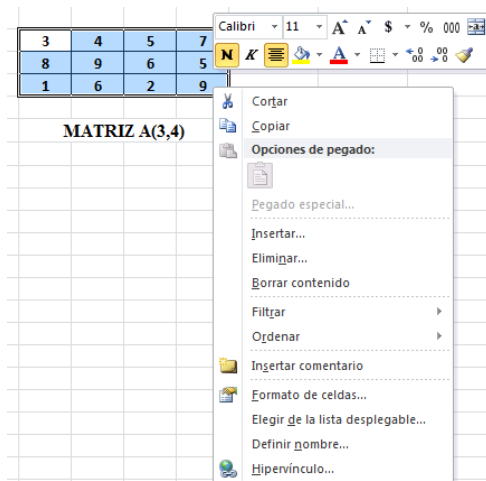 Calibri 11 A A $ % 000
N K A
3 4 5 7
8 9 6 5
1 6 2 9
MATRIZ A(3,4)
Cortar
Copiar
Opciones de pegado:
Pegado especial...
Insertar...
Eliminar...
Borrar contenido
Filtrar
Ordenar
Insertar comentario
Formato de celdas...
Elegir de la lista desplegable...
Definir nombre...
Hipervínculo...